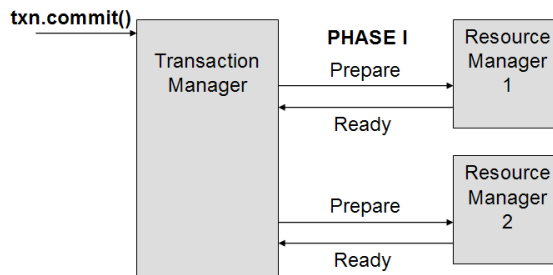 txn.commit()
Transaction
Manager
PHASE I
Prepare
Ready
Resource
Manager
1
Prepare
Ready
Resource
Manager
2